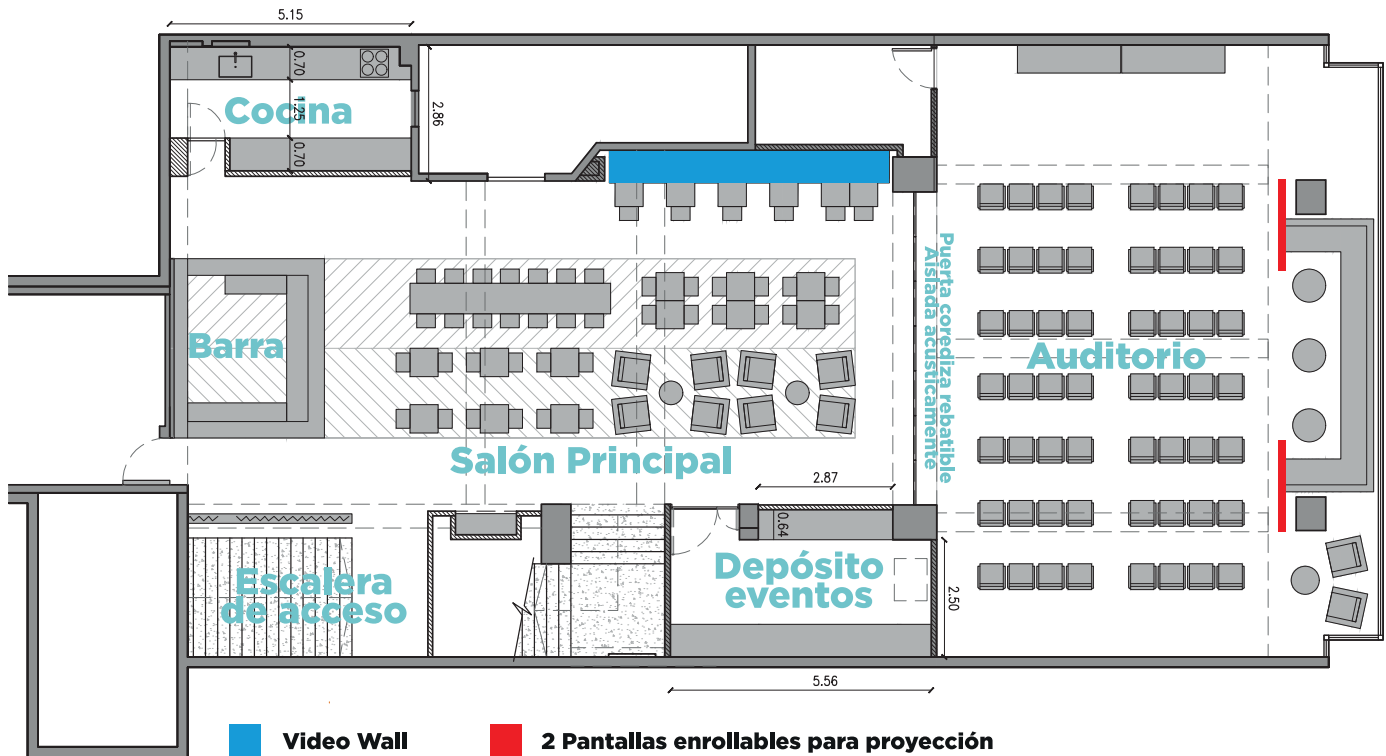 5.15
0.70
Cocina
1.25
0.70
2.86
Puerta corediza rebatible
Aislada acusticamente
Barra
Auditorio
Salón Principal
2.87
0.64
Escalera
de acceso
Depósito
eventos
2.50
5.56
Video Wall
2 Pantallas enrollables para proyección